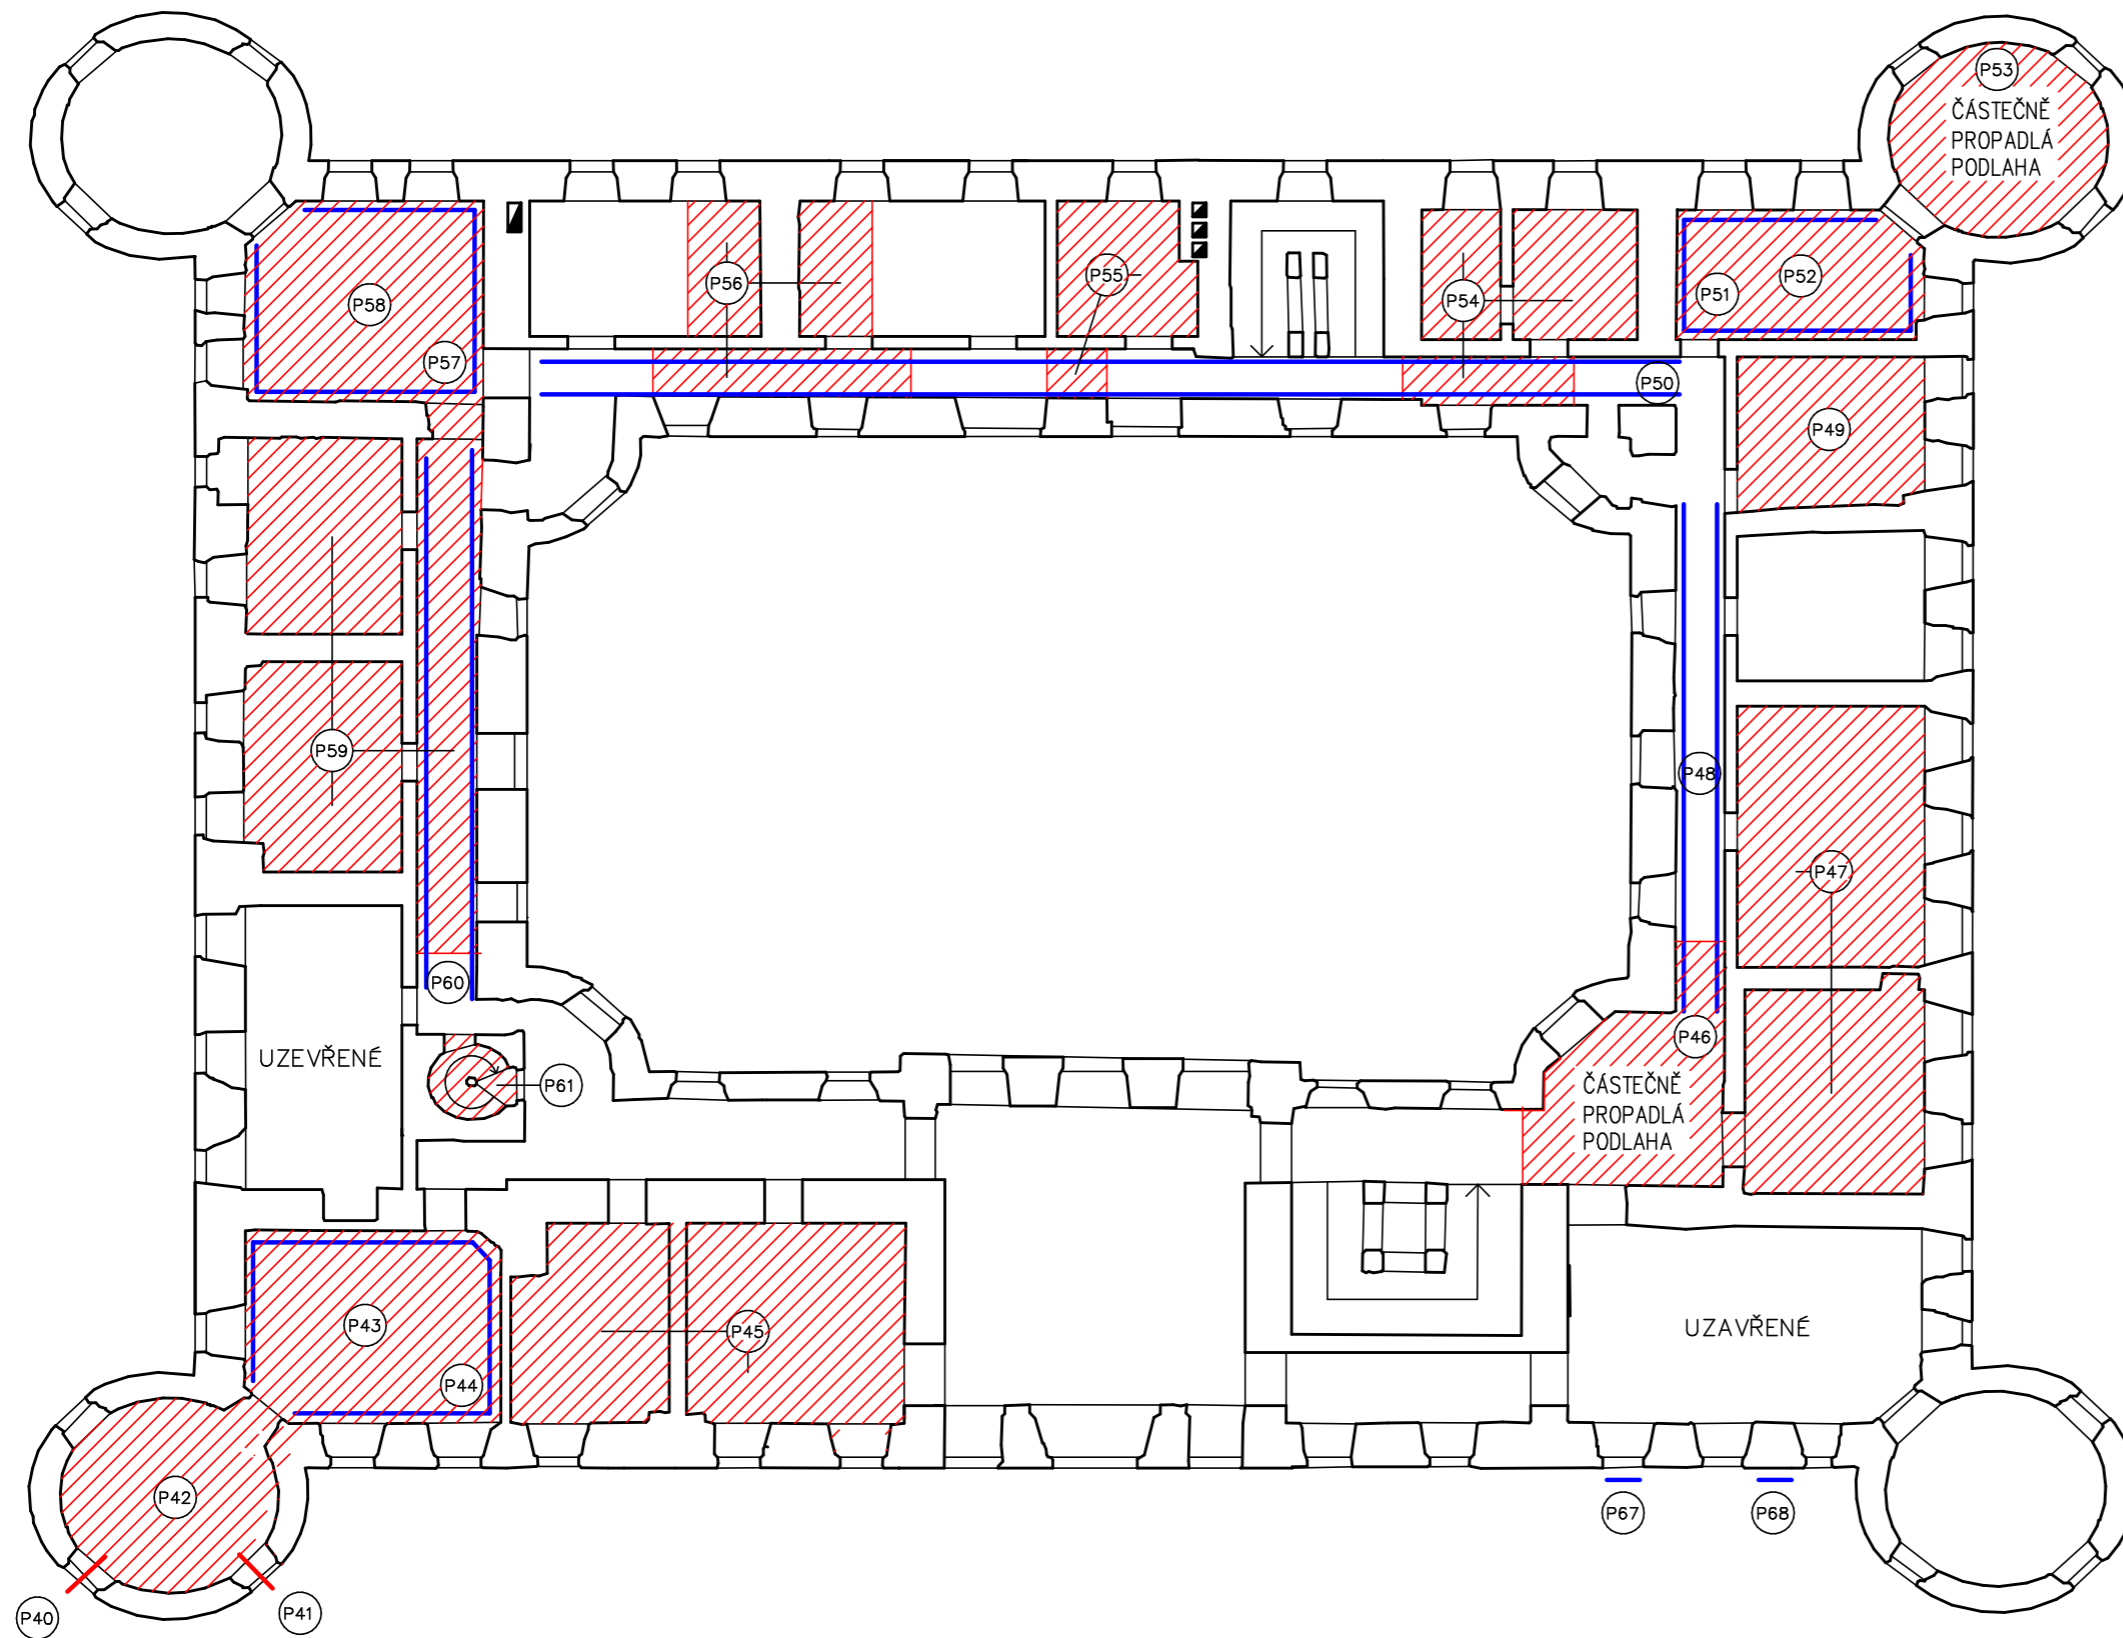 P53
ČÁSTEČNĚ
PROPADLÁ
PODLAHA
P58
P57
P56
P55
P54
P51
P52
P50
P49
P59
P48
P47
P60
P46
UZEVŘENÉ
P61
ČÁSTEČNĚ
PROPADLÁ
PODLAHA
P43
P44
P45
UZAVŘENÉ
P42
P67
P68
P40
P41